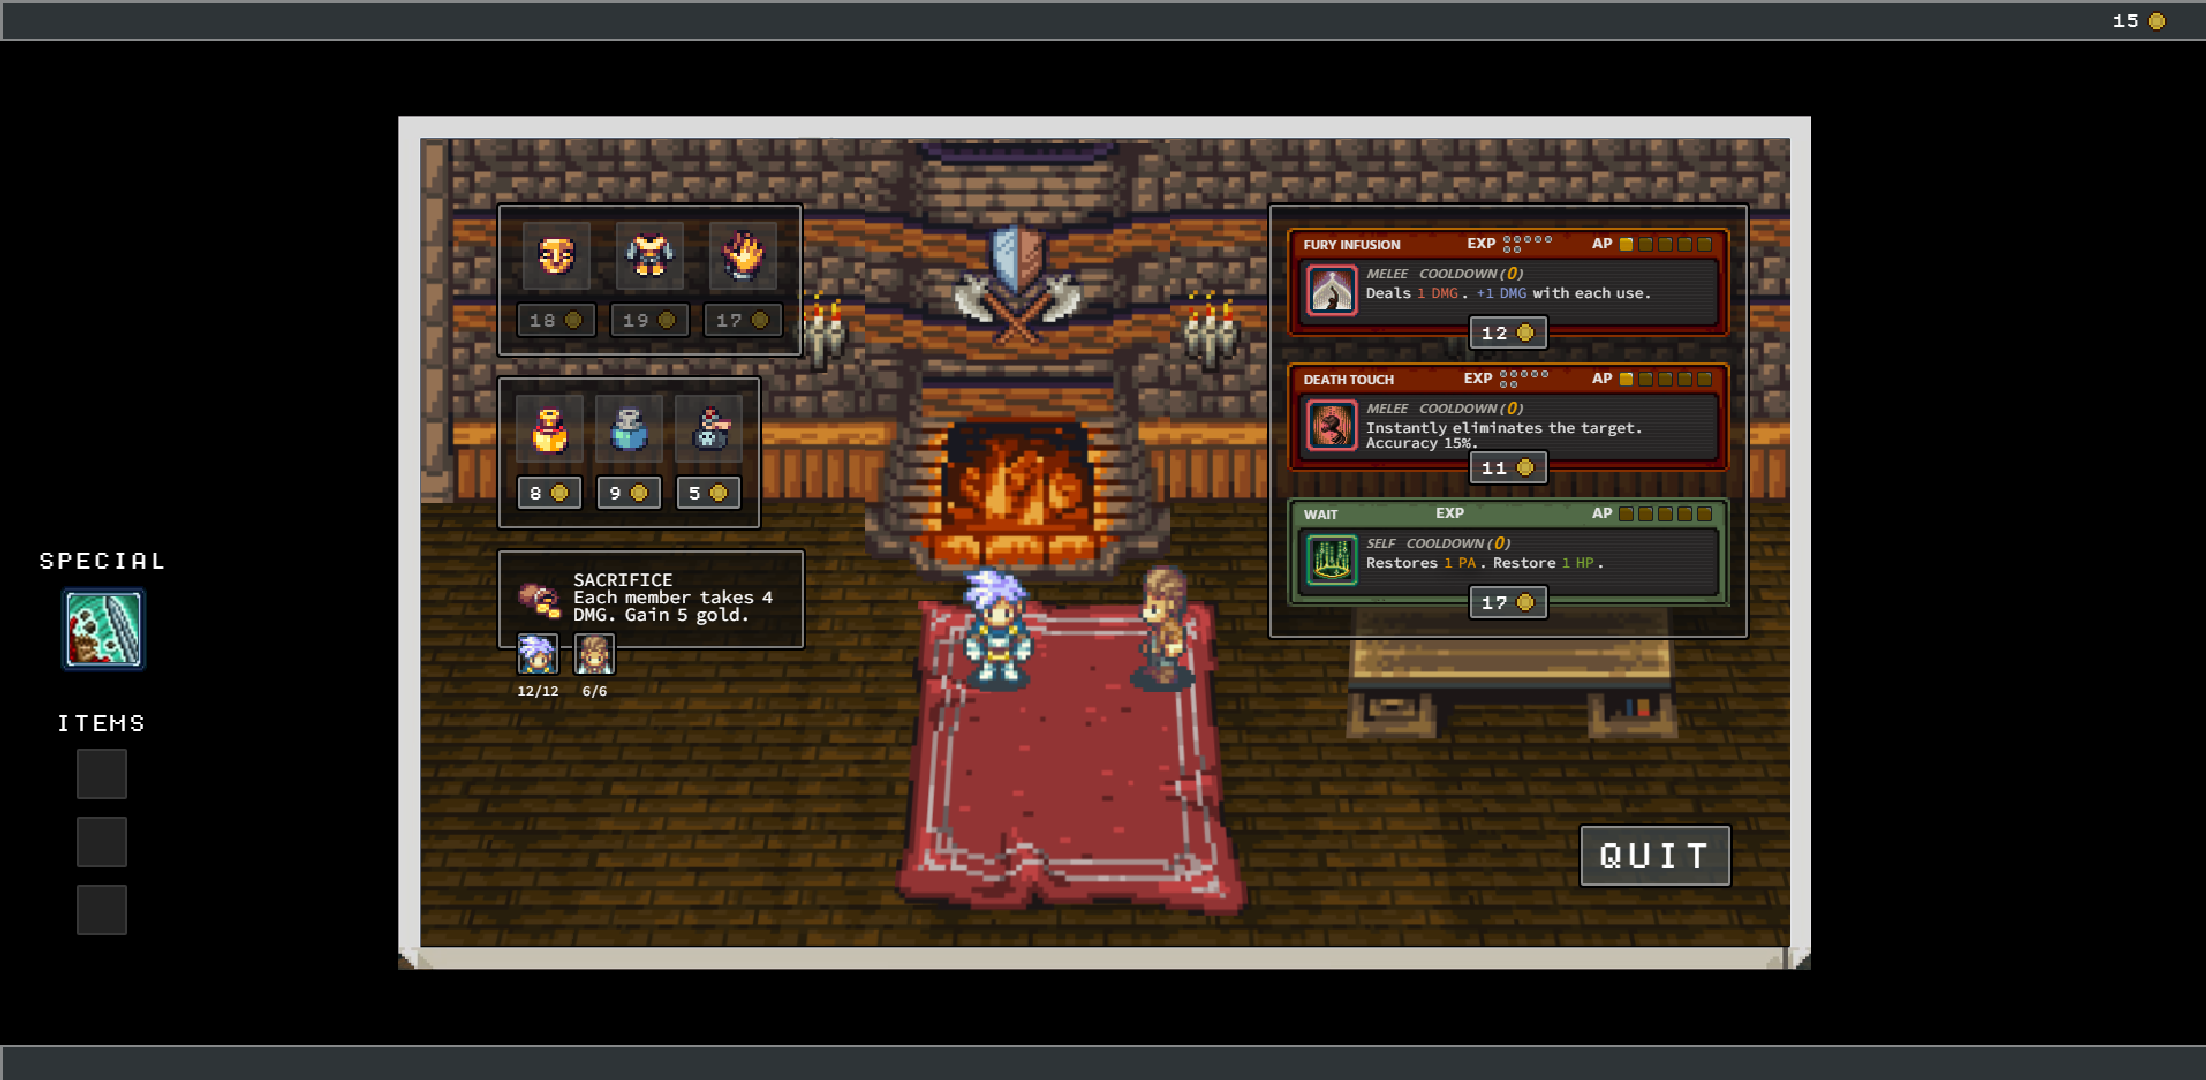 15
18 19 17
8 9 5
SACRIFICE
Each member takes 4
DMG. Gain 5 gold.
12/12 6/6
FURY INFUSION EXP AP
MELEE COOLDOWN(0)
Deals 1 DMG. +1 DMG with each use.
12
DEATH TOUCH EXP AP
MELEE COOLDOWN(0)
Instantly eliminates the target.
Accuracy 15%.
11
WAIT EXP AP
SELF COOLDOWN(0)
Restores 1 PA. Restore 1 HP.
17
SPECIAL
ITEMS
QUIT